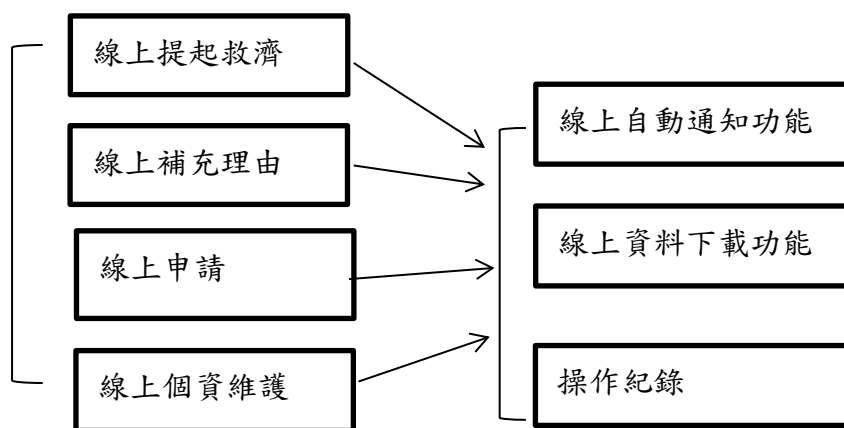 線上提起救濟
線上補充理由
線上申請
線上個資維護
線上自動通知功能
線上資料下載功能
操作紀錄